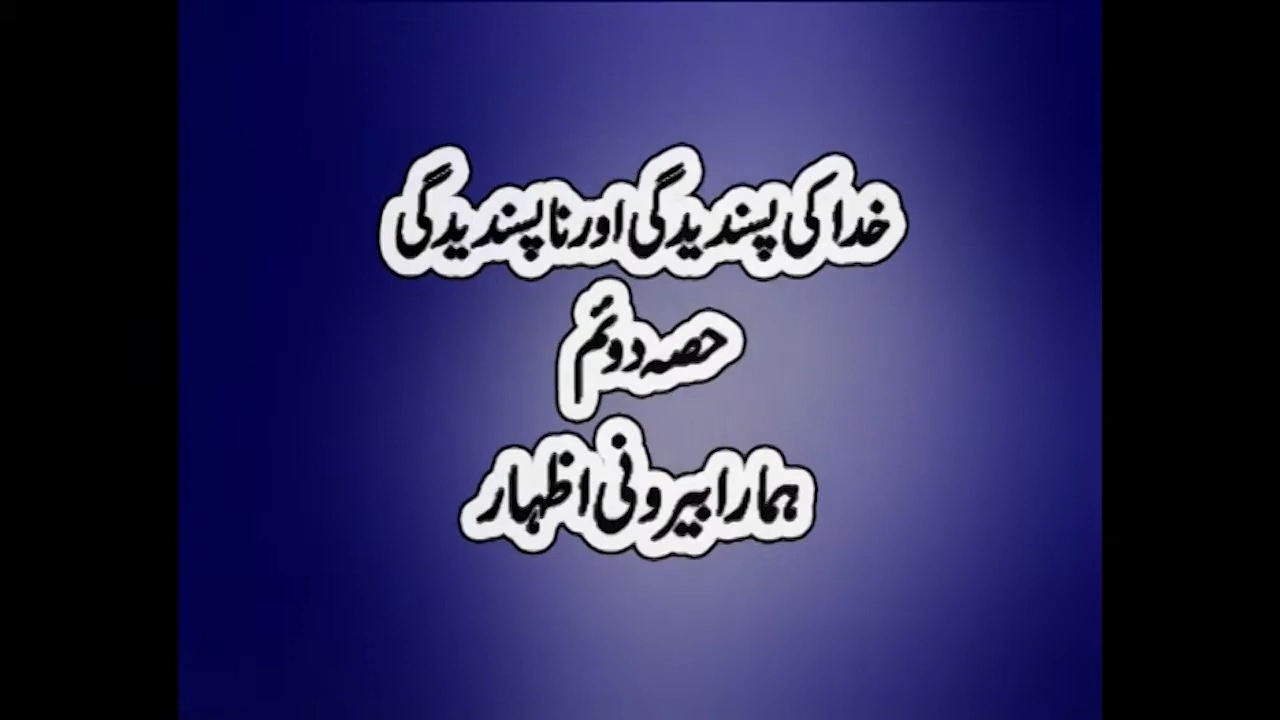 خدا کی پسندیدگی اور ناپسندیدگی
حصہ دوئم
ہمارا بیرونی اظہار